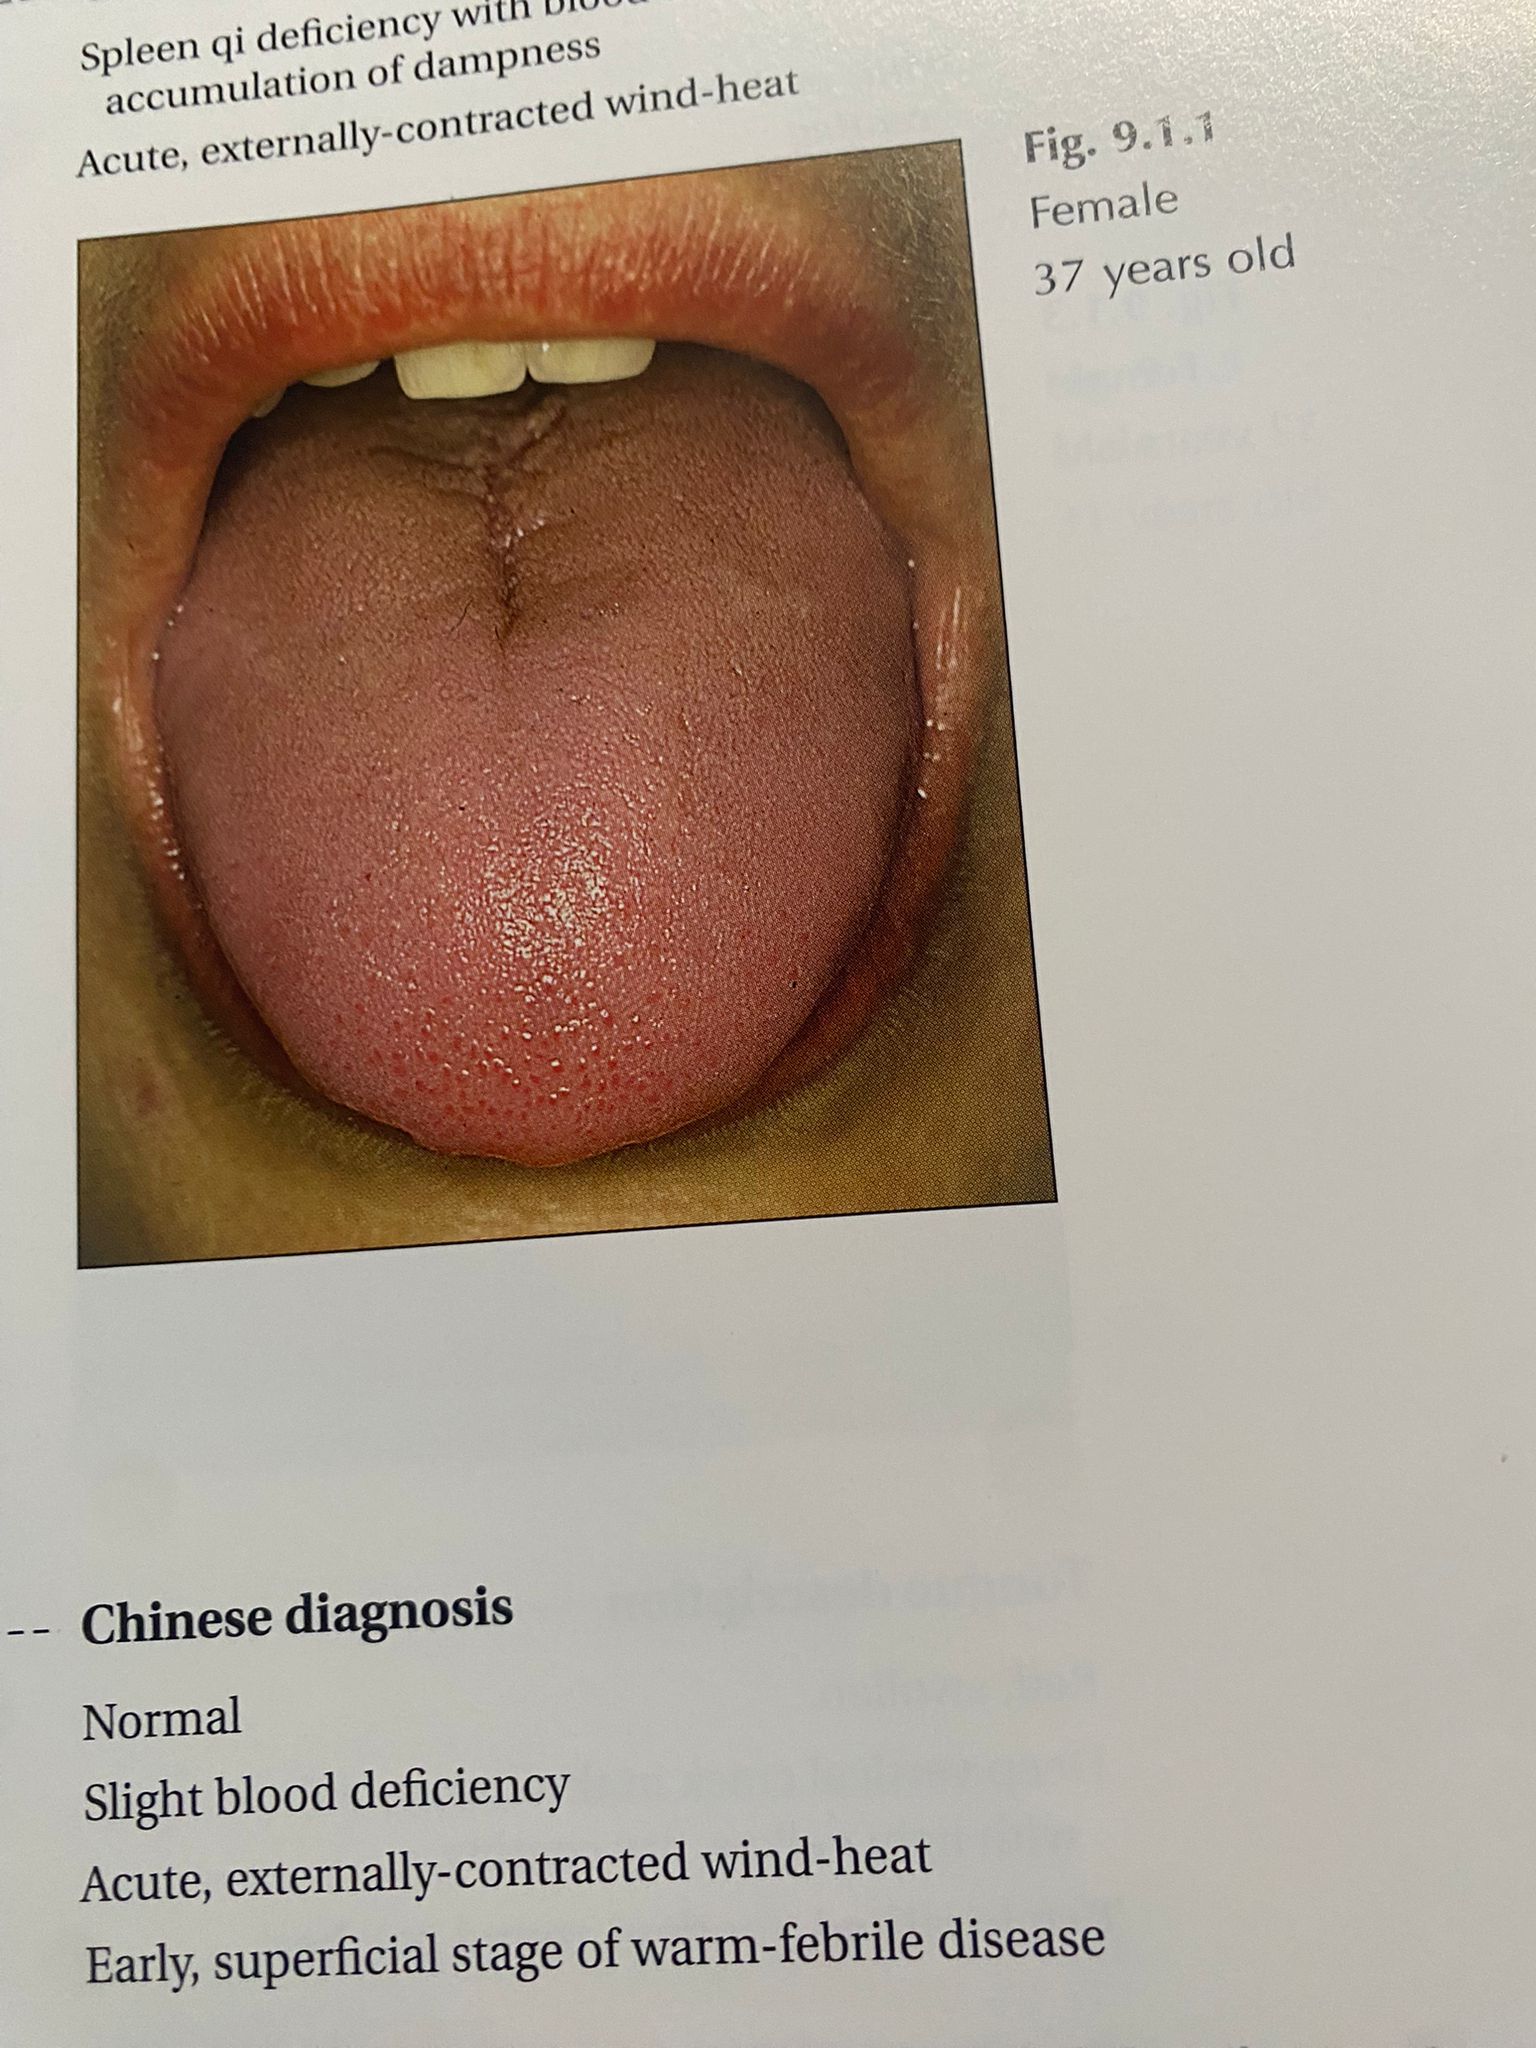 Spleen qi deficiency with
accumulation of dampness
Acute, externally-contracted wind-heat
Fig. 9.1.1
Female
37 years old
-- Chinese diagnosis
Normal
Slight blood deficiency
Acute, externally-contracted wind-heat
Early, superficial stage of warm-febrile disease